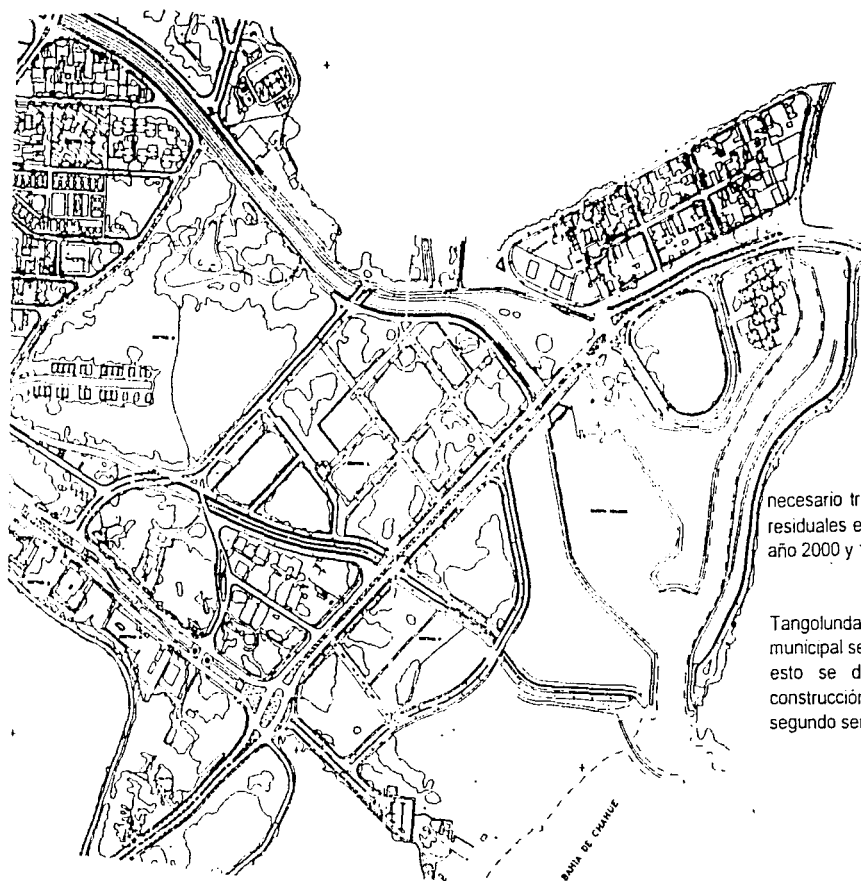 necesario tr
residuales e
año 2000 y
Tangolunda
municipal se
esto se d
construcción
segundo ser
BAHIA DE CHAHUE